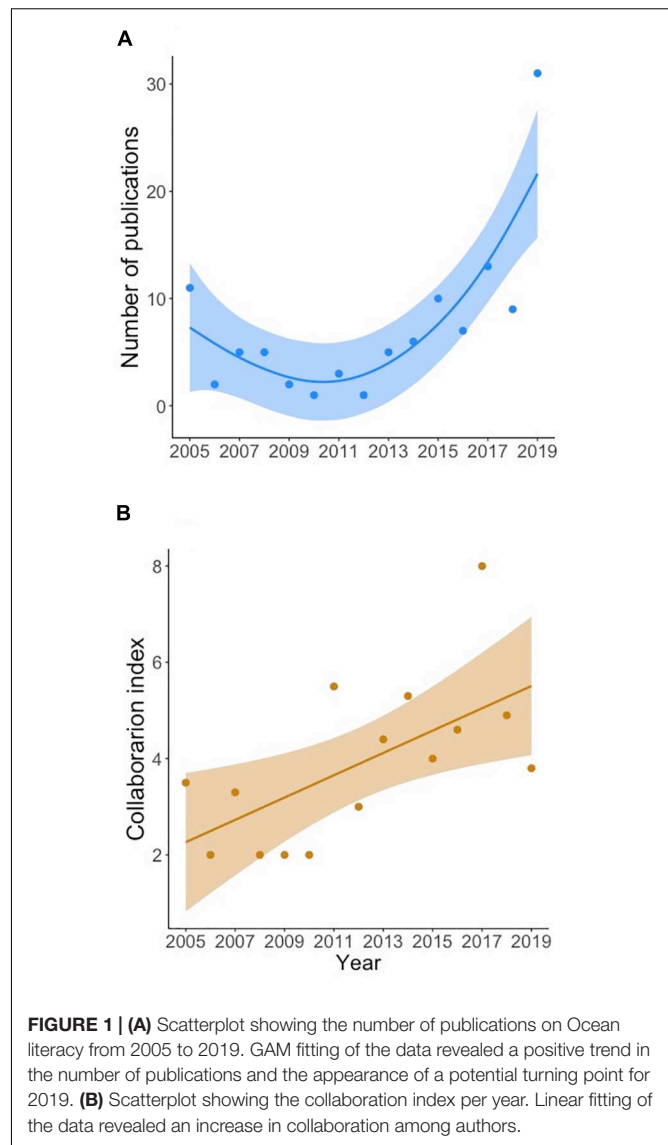 A
Number of publications
30
20
10
0
2005 2007 2009 2011 2013 2015 2017 2019
B
Collaborarion index
8
6
4
2
2005 2007 2009 2011 2013 2015 2017 2019
Year
FIGURE 1 | (A) Scatterplot showing the number of publications on Ocean
literacy from 2005 to 2019. GAM fitting of the data revealed a positive trend in
the number of publications and the appearance of a potential turning point for
2019. (B) Scatterplot showing the collaboration index per year. Linear fitting of
the data revealed an increase in collaboration among authors.